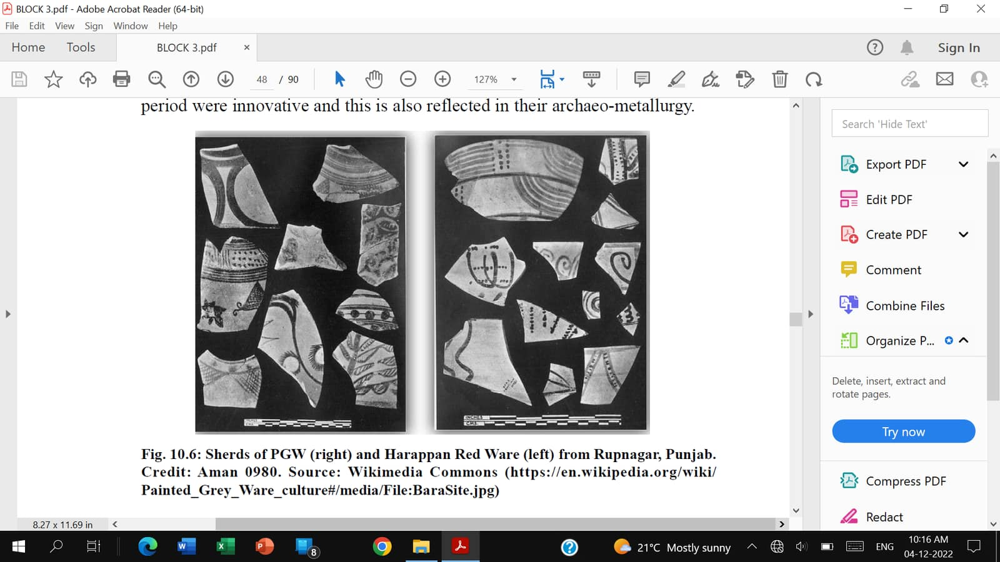 BLOCK 3.pdf - Adobe Acrobat Reader (64-bit)
File Edit View Sign Window Help
Home Tools BLOCK 3.pdf × Sign In
48 / 90 127%
period were innovative and this is also reflected in their archaeo-metallurgy.
INCHES
CMS.
INCHES
CMS.
Fig. 10.6: Sherds of PGW (right) and Harappan Red Ware (left) from Rupnagar, Punjab.
Credit: Aman 0980. Source: Wikimedia Commons (https://en.wikipedia.org/wiki/
Painted_Grey_Ware_culture#/media/File:BaraSite.jpg)
8.27 x 11.69 in
Search 'Hide Text'
Export PDF
Edit PDF
Create PDF
Comment
Combine Files
Organize P...
Delete, insert, extract and
rotate pages.
Try now
Compress PDF
Redact
8 21°C Mostly sunny ENG 10:16 AM
04-12-2022